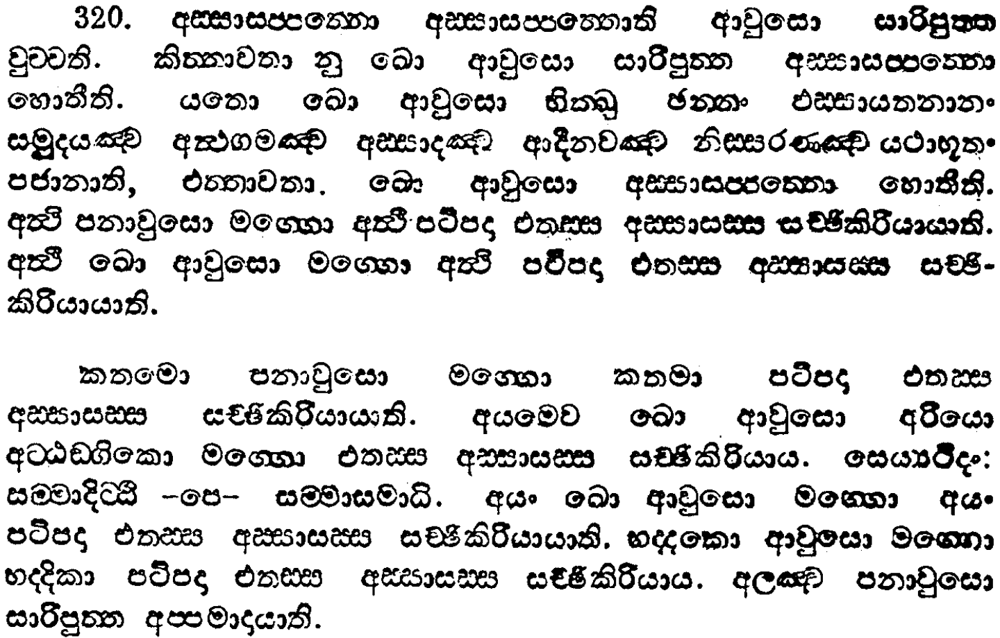 320. අස්සාසප්පත්තො අස්සාසප්පත්තොති ආවුසො සාරිපුත්ත
වුච්චති. කිත්තාවතා නු ඛො ආවුසො සාරිපුත්ත අස්සාසප්පත්තො
හොතීති. යතො ඛො ආවුසො භික්ඛු ඡන්නං ඵස්සායතනානං
සමුදයඤ්ච අත්ථගමඤ්ච අස්සාදඤ්ච ආදීනවඤ්ච නිස්සරණඤ්ච යථාභූතං
පජානාති, එත්තාවතා. ඛො ආවුසො අස්සාසප්පත්තො හොතීති.
අත්ථි පනාවුසො මග්ගො අත්ථි පටිපදා එතස්ස අස්සාසස්ස සච්ඡිකිරියායාති.
අත්ථි ඛො ආවුසො මග්ගො අත්ථි පටිපදා එතස්ස අස්සාසස්ස සච්ඡි-
කිරියායාති.
කතමො පනාවුසො මග්ගො කතමා පටිපදා එතස්ස
අස්සාසස්ස සච්ඡිකිරියායාති. අයමෙව ඛො ආවුසො අරියො
අට්ඨඞ්ගිකො මග්ගො එතස්ස අස්සාසස්ස සච්ඡිකිරියාය. සෙය්‍යථිදං:
සම්මාදිට්ඨි -පෙ- සම්මාසමාධි. අයං ඛො ආවුසො මග්ගො අයං
පටිපදා එතස්ස අස්සාසස්ස සච්ඡිකිරියායාති. භද්දකො ආවුසො මග්ගො
භද්දිකා පටිපදා එතස්ස අස්සාසස්ස සච්ඡිකිරියාය. අලඤ්ච පනාවුසො
සාරිපුත්ත අප්පමාදායාති.